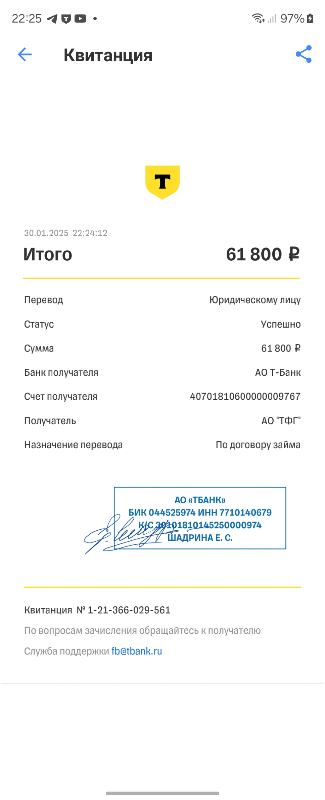 22:25 97%
Квитанция
Т
30.01.2025 22:24:12
Итого 61 800 ₽
Перевод Юридическому лицу
Статус Успешно
Сумма 61 800 ₽
Банк получателя АО Т-Банк
Счет получателя 40701810600000009767
Получатель АО "ТФГ"
Назначение перевода По договору займа
АО «ТБАНК»
БИК 044525974 ИНН 7710140679
К/С 30101810145250000974
ШАДРИНА Е. С.
Квитанция № 1-21-366-029-561
По вопросам зачисления обращайтесь к получателю
Служба поддержки fb@tbank.ru